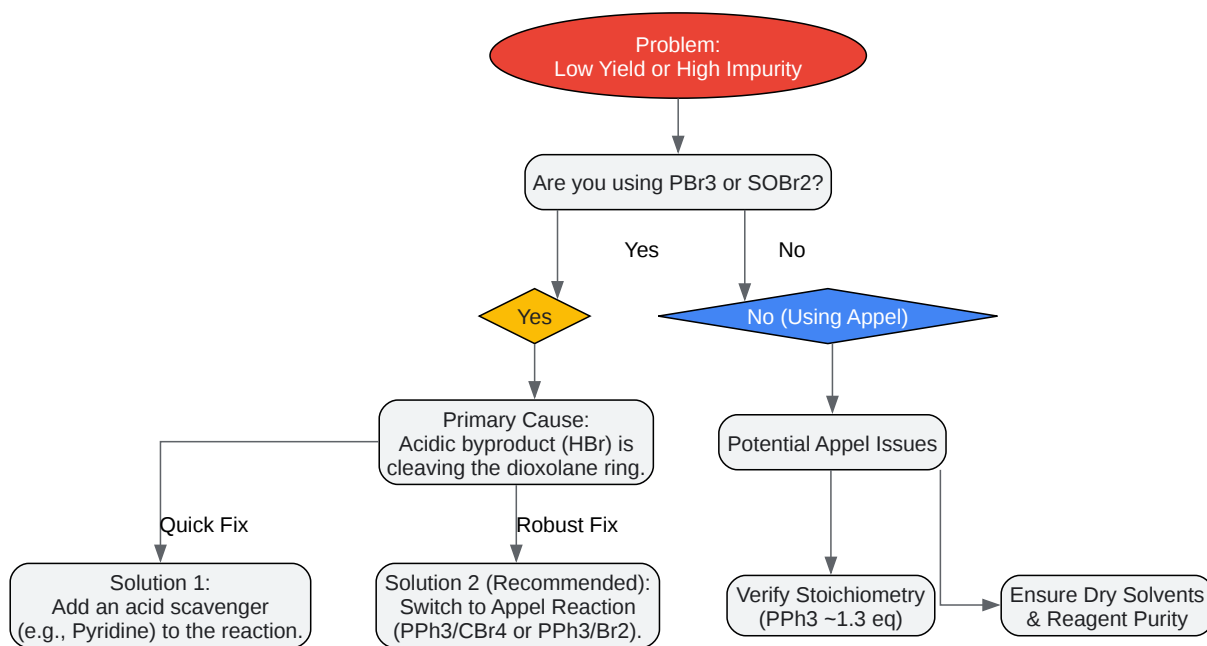 Problem:
Low Yield or High Impurity
Are you using PBr3 or SOBr2?
Yes
No
Yes
No (Using Appel)
Primary Cause:
Acidic byproduct (HBr) is
cleaving the dioxolane ring.
Potential Appel Issues
Quick Fix
Robust Fix
Solution 1:
Add an acid scavenger
(e.g., Pyridine) to the reaction.
Solution 2 (Recommended):
Switch to Appel Reaction
(PPh3/CBr4 or PPh3/Br2).
Verify Stoichiometry
(PPh3 ~1.3 eq)
Ensure Dry Solvents
& Reagent Purity